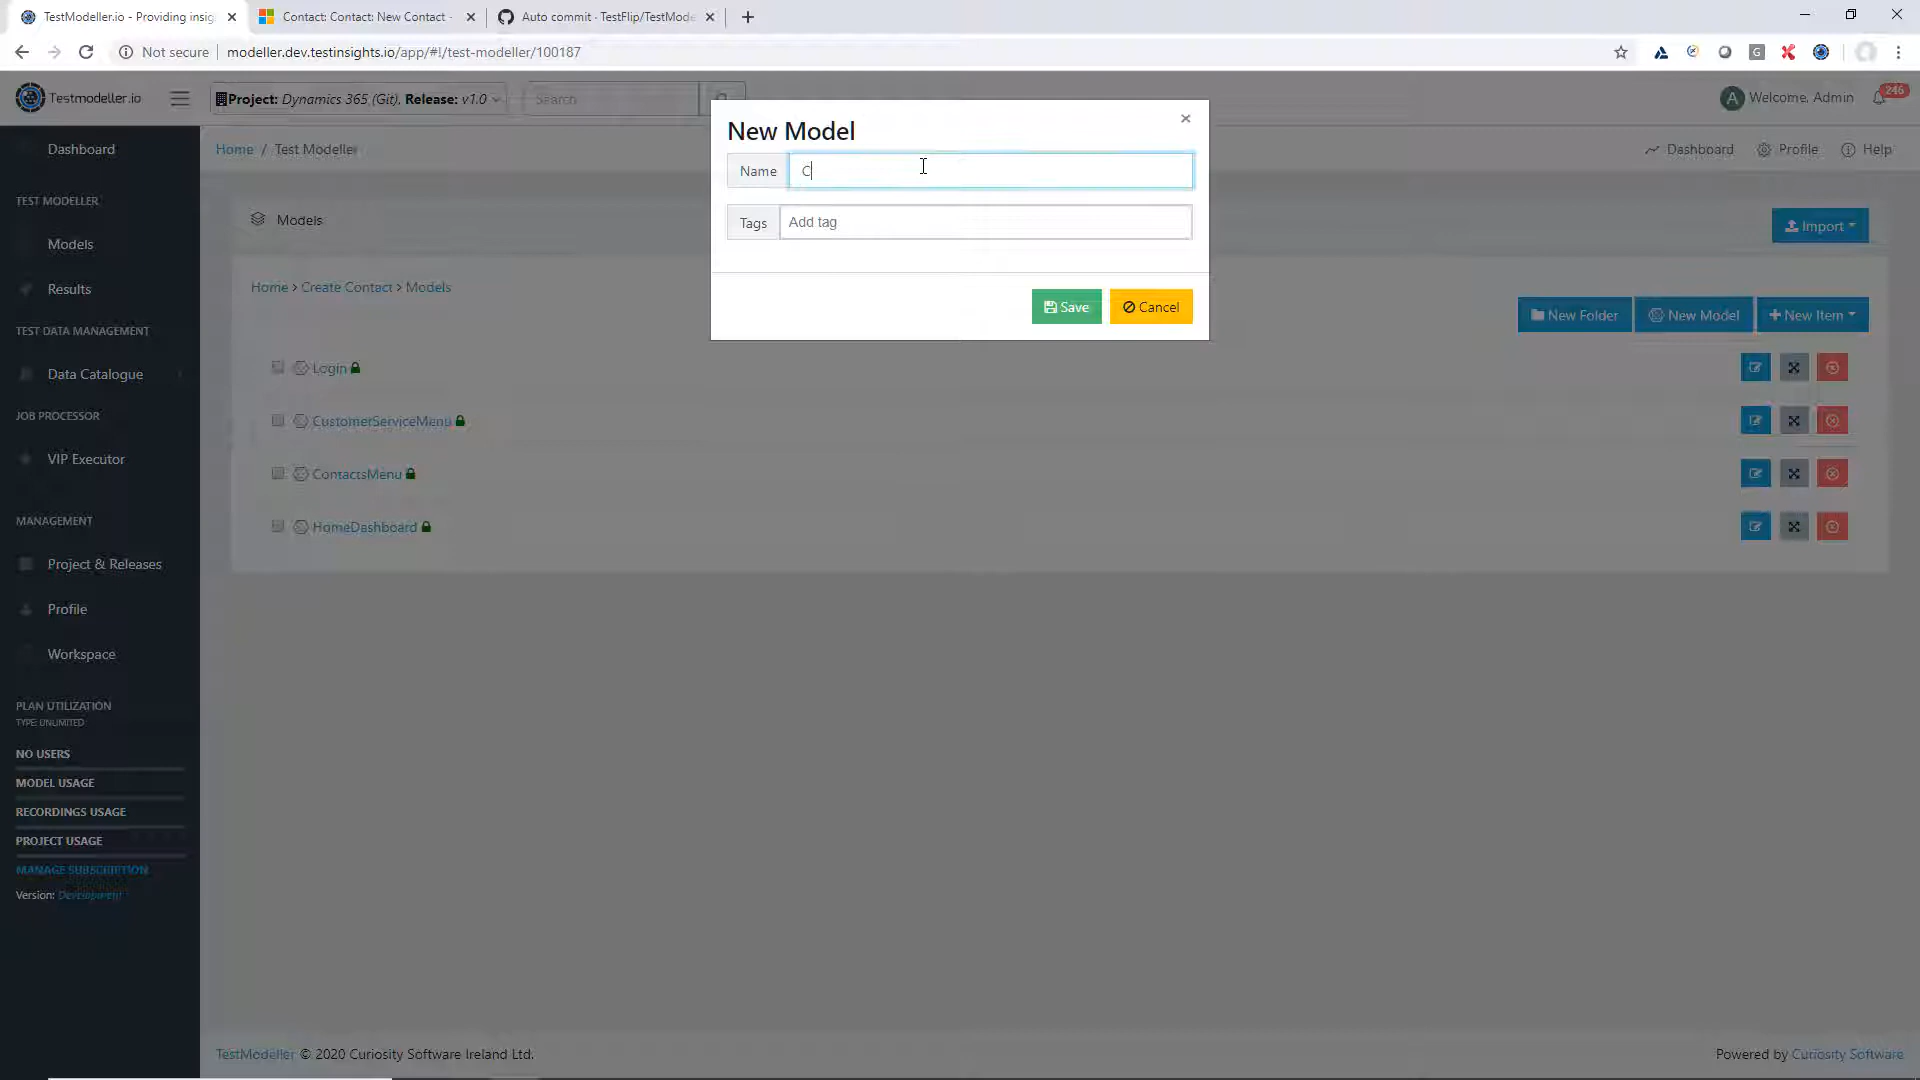 TestModeller.io - Providing insig
Contact: Contact: New Contact -
Auto commit · TestFlip/TestMode
Not secure
modeller.dev.testinsights.io/app/#!/test-modeller/100187
Testmodeller.io
Project: Dynamics 365 (Git), Release: v1.0
Search
A Welcome, Admin
246
New Model
Name C
Tags Add tag
Save
Cancel
Dashboard
TEST MODELLER
Models
Results
TEST DATA MANAGEMENT
Data Catalogue
JOB PROCESSOR
VIP Executor
MANAGEMENT
Project & Releases
Profile
Workspace
PLAN UTILIZATION
TYPE: UNLIMITED
NO USERS
MODEL USAGE
RECORDINGS USAGE
PROJECT USAGE
MANAGE SUBSCRIPTION
Version: Development
Home / Test Modeller
Dashboard Profile Help
Models
Import
Home > Create Contact > Models
New Folder New Model New Item
Login
CustomerServiceMenu
ContactsMenu
HomeDashboard
TestModeller © 2020 Curiosity Software Ireland Ltd.
Powered by Curiosity Software